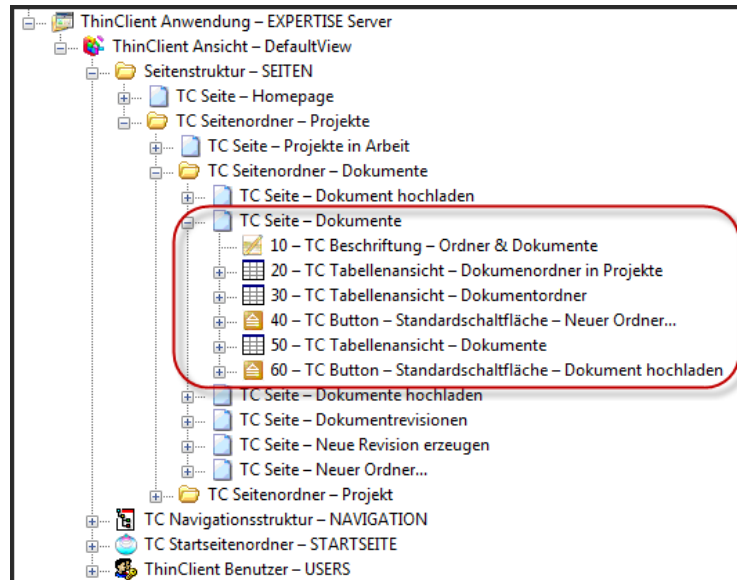 ThinClient Anwendung – EXPERTISE Server
ThinClient Ansicht – DefaultView
Seitenstruktur – SEITEN
TC Seite – Homepage
TC Seitenordner – Projekte
TC Seite – Projekte in Arbeit
TC Seitenordner – Dokumente
TC Seite – Dokument hochladen
TC Seite – Dokumente
10 – TC Beschriftung – Ordner & Dokumente
20 – TC Tabellenansicht – Dokumenordner in Projekte
30 – TC Tabellenansicht – Dokumentordner
40 – TC Button – Standardschaltfläche – Neuer Ordner...
50 – TC Tabellenansicht – Dokumente
60 – TC Button – Standardschaltfläche – Dokument hochladen
TC Seite – Dokumente hochladen
TC Seite – Dokumentrevisionen
TC Seite – Neue Revision erzeugen
TC Seite – Neuer Ordner...
TC Seitenordner – Projekt
TC Navigationsstruktur – NAVIGATION
TC Startseitenordner – STARTSEITE
ThinClient Benutzer – USERS